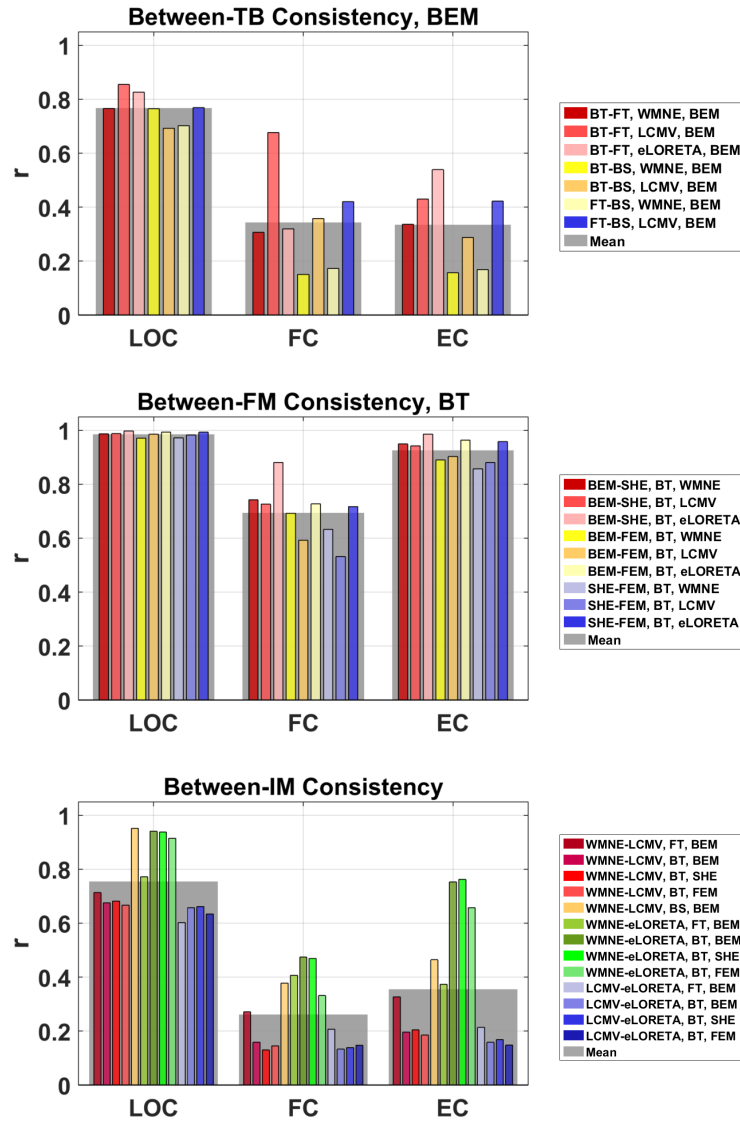 Between-TB Consistency, BEM
1
0.8
0.6
0.4
0.2
0
r
LOC FC EC
BT-FT, WMNE, BEM
BT-FT, LCMV, BEM
BT-FT, eLORETA, BEM
BT-BS, WMNE, BEM
BT-BS, LCMV, BEM
FT-BS, WMNE, BEM
FT-BS, LCMV, BEM
Mean
Between-FM Consistency, BT
1
0.8
0.6
0.4
0.2
0
r
LOC FC EC
BEM-SHE, BT, WMNE
BEM-SHE, BT, LCMV
BEM-SHE, BT, eLORETA
BEM-FEM, BT, WMNE
BEM-FEM, BT, LCMV
BEM-FEM, BT, eLORETA
SHE-FEM, BT, WMNE
SHE-FEM, BT, LCMV
SHE-FEM, BT, eLORETA
Mean
Between-IM Consistency
1
0.8
0.6
0.4
0.2
0
r
LOC FC EC
WMNE-LCMV, FT, BEM
WMNE-LCMV, BT, BEM
WMNE-LCMV, BT, SHE
WMNE-LCMV, BT, FEM
WMNE-LCMV, BS, BEM
WMNE-eLORETA, FT, BEM
WMNE-eLORETA, BT, BEM
WMNE-eLORETA, BT, SHE
WMNE-eLORETA, BT, FEM
LCMV-eLORETA, FT, BEM
LCMV-eLORETA, BT, BEM
LCMV-eLORETA, BT, SHE
LCMV-eLORETA, BT, FEM
Mean